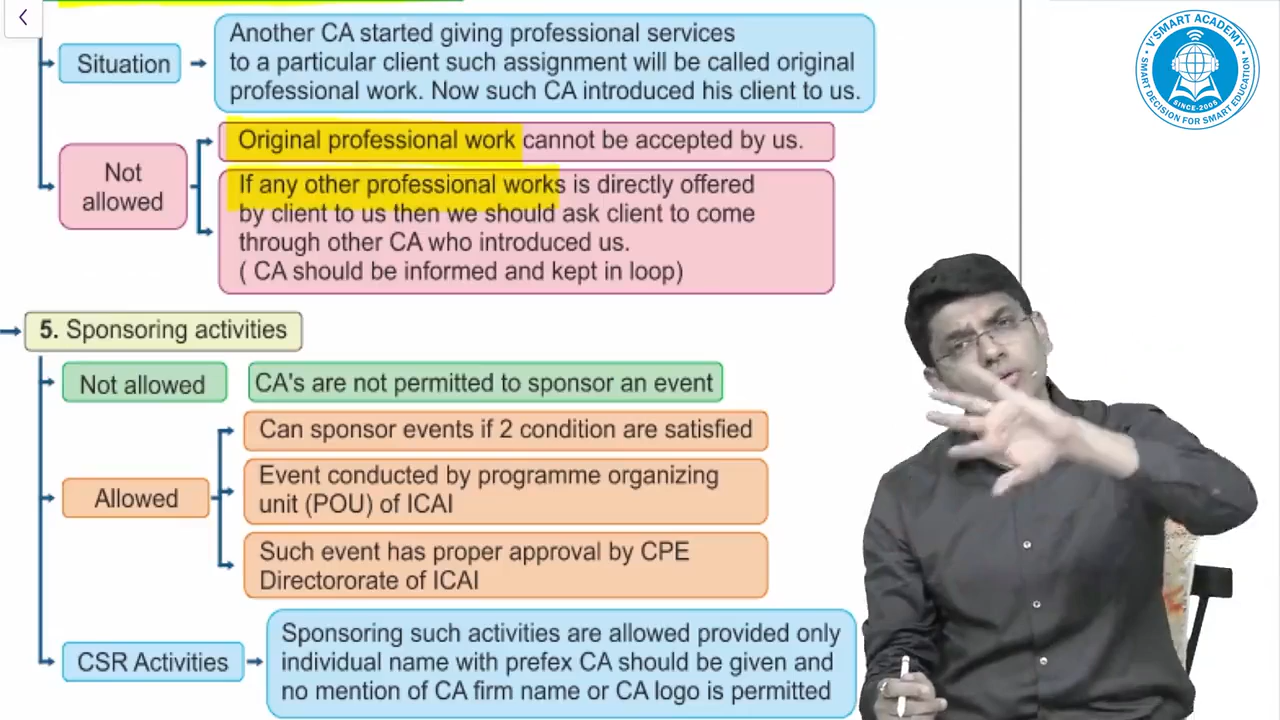 Situation
Another CA started giving professional services
to a particular client such assignment will be called original
professional work. Now such CA introduced his client to us.
Not
allowed
Original professional work cannot be accepted by us.
If any other professional works is directly offered
by client to us then we should ask client to come
through other CA who introduced us.
( CA should be informed and kept in loop)
5. Sponsoring activities
Not allowed
CA's are not permitted to sponsor an event
Allowed
Can sponsor events if 2 condition are satisfied
Event conducted by programme organizing
unit (POU) of ICAI
Such event has proper approval by CPE
Directororate of ICAI
CSR Activities
Sponsoring such activities are allowed provided only
individual name with prefex CA should be given and
no mention of CA firm name or CA logo is permitted
V'SMART ACADEMY
SINCE-2005
SMART DECISION FOR SMART EDUCATION